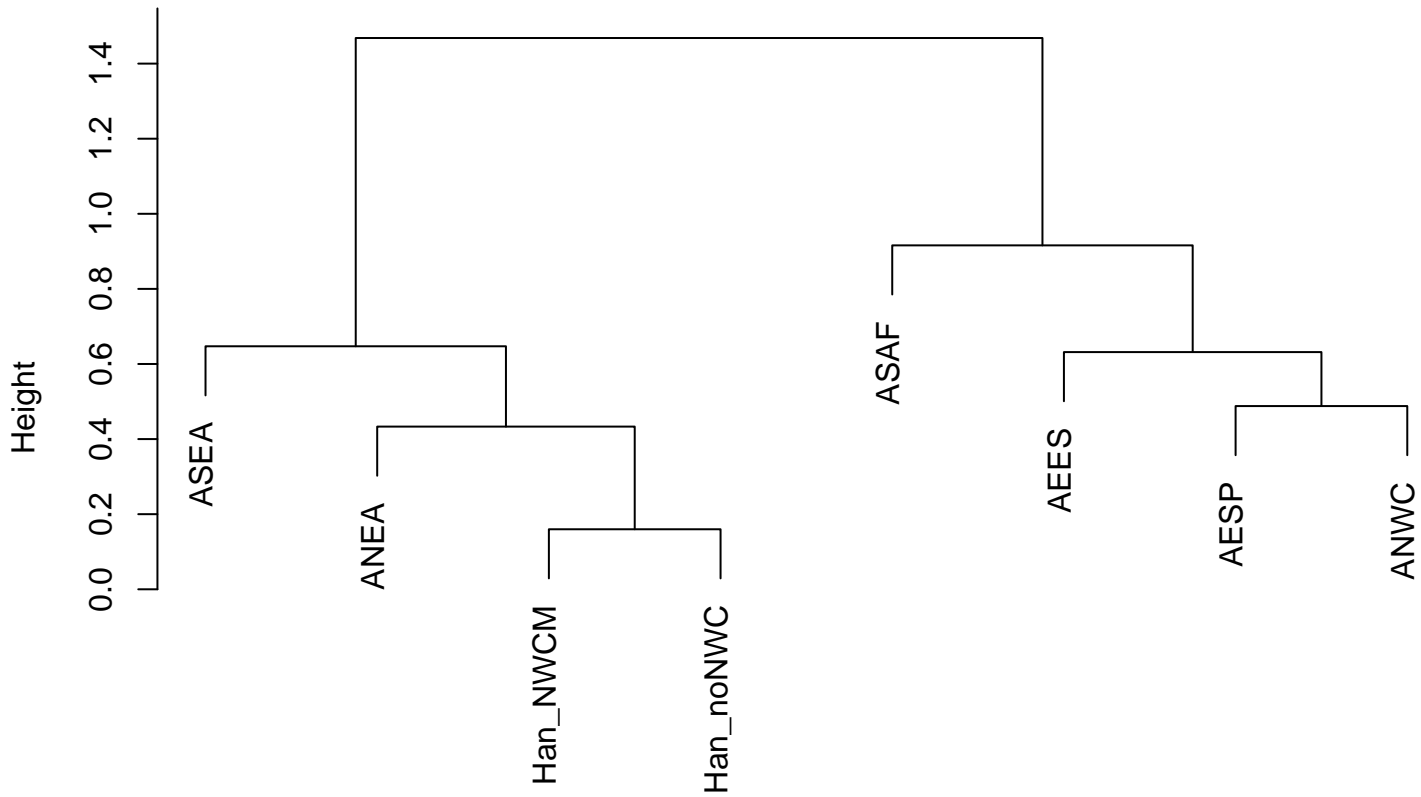 Height
1.4
1.2
1.0
0.8
0.6
0.4
0.2
0.0
ASEA
ANEA
Han_NWCM
Han_noNWC
ASAF
AEES
AESP
ANWC